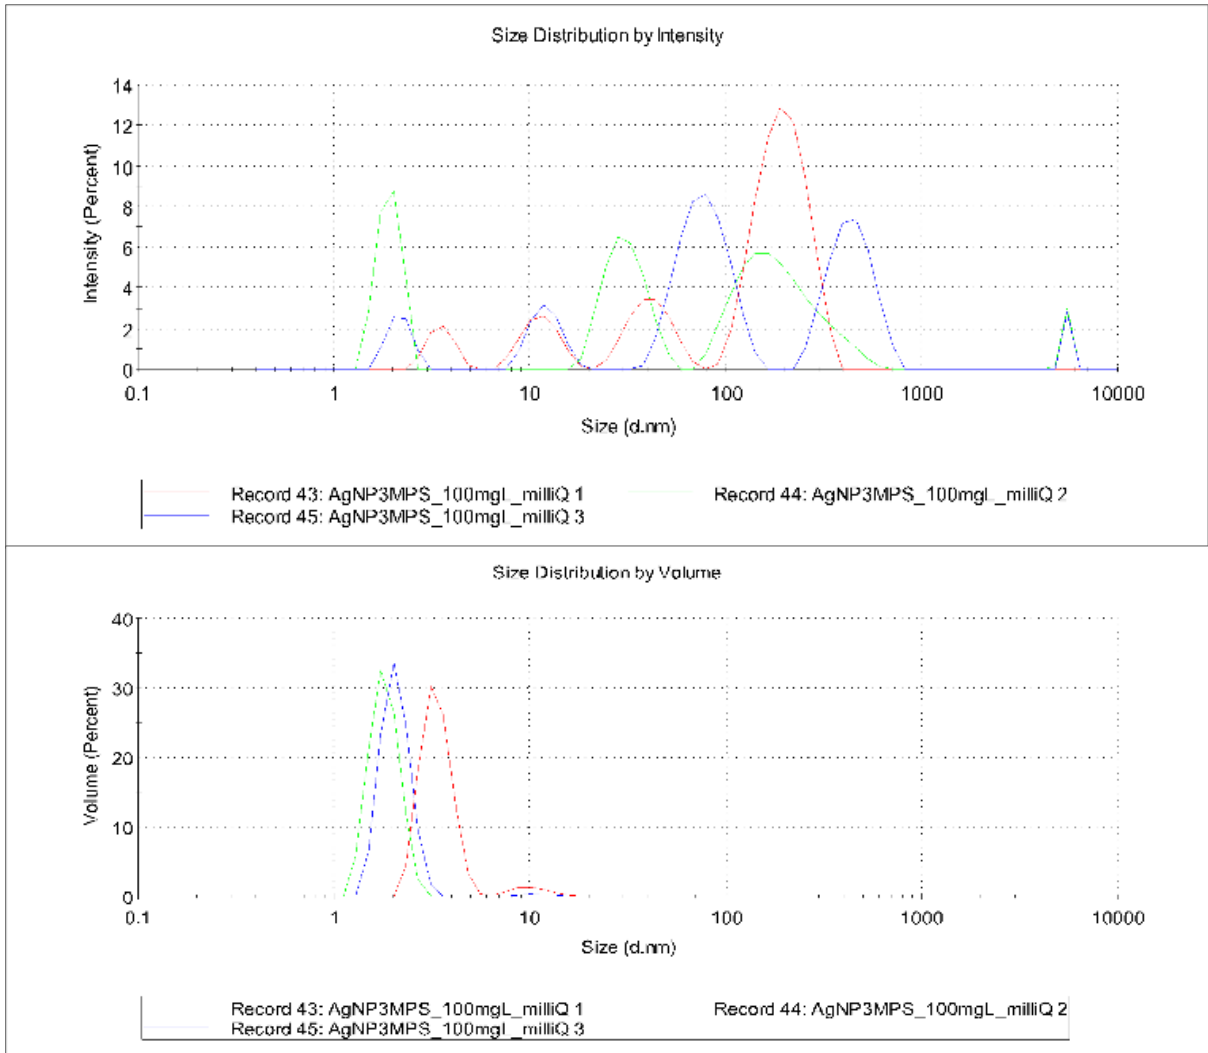 Size Distribution by Intensity
14
12
10
8
6
4
2
0
Intensity (Percent)
0.1 1 10 100 1000 10000
Size (d.nm)
Record 43: AgNP3MPS_100mgL_milliQ 1 Record 44: AgNP3MPS_100mgL_milliQ 2
Record 45: AgNP3MPS_100mgL_milliQ 3
Size Distribution by Volume
40
30
20
10
0
Volume (Percent)
0.1 1 10 100 1000 10000
Size (d.nm)
Record 43: AgNP3MPS_100mgL_milliQ 1 Record 44: AgNP3MPS_100mgL_milliQ 2
Record 45: AgNP3MPS_100mgL_milliQ 3